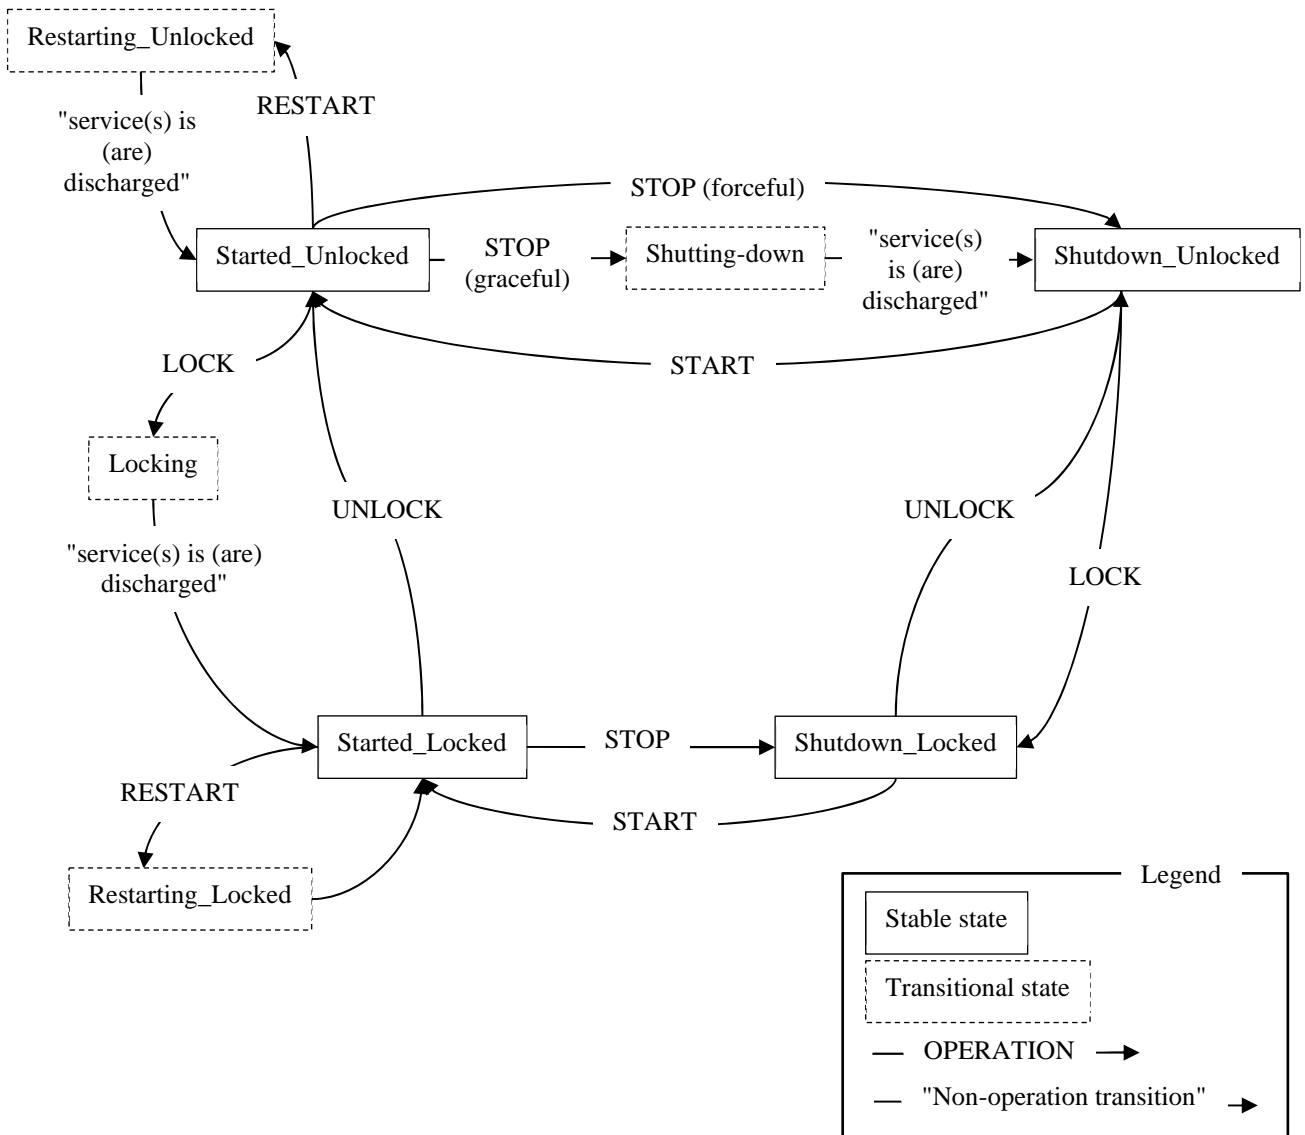 Restarting_Unlocked
"service(s) is
(are)
discharged"
RESTART
STOP (forceful)
Started_Unlocked
STOP
(graceful)
Shutting-down
"service(s)
is (are)
discharged"
Shutdown_Unlocked
LOCK
START
Locking
UNLOCK
UNLOCK
"service(s) is (are)
discharged"
LOCK
Started_Locked
STOP
Shutdown_Locked
RESTART
START
Restarting_Locked
Legend
Stable state
Transitional state
OPERATION
"Non-operation transition"